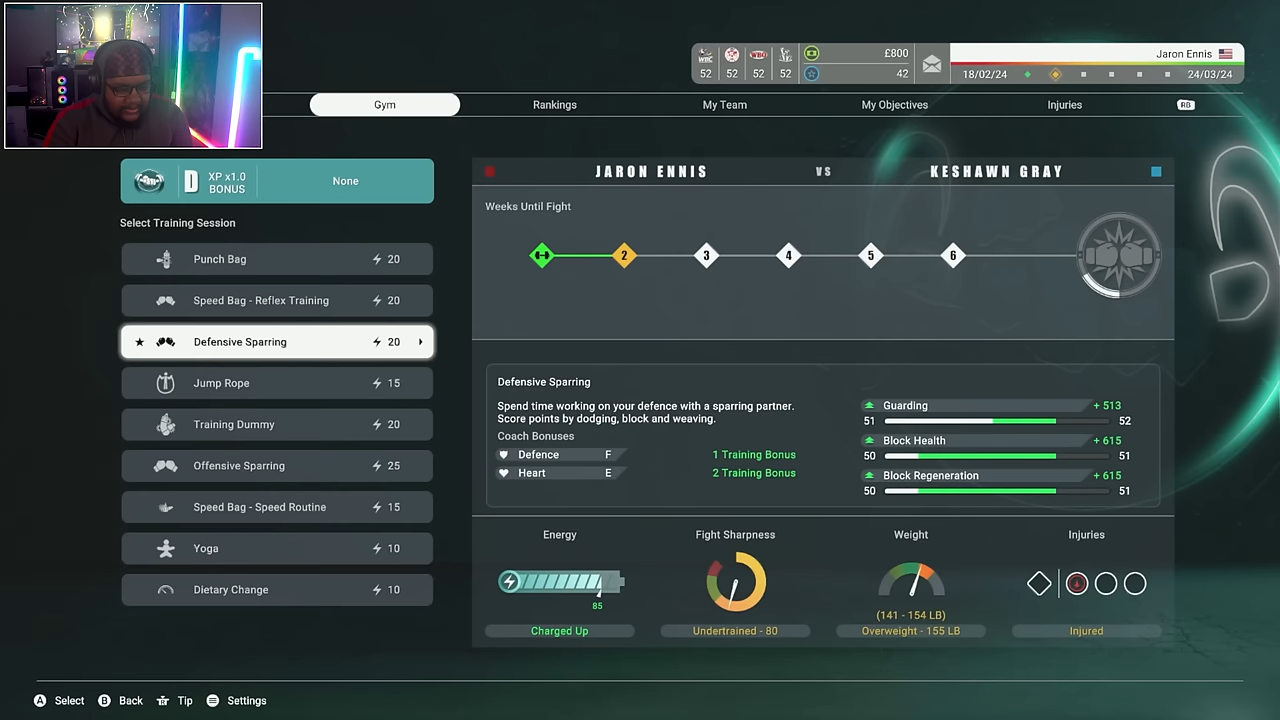 WBC
WBO
52
52
52
52
£800
42
Jaron Ennis
18/02/24
24/03/24
Gym
Rankings
My Team
My Objectives
Injuries
RB
D
XP x1.0
BONUS
None
Select Training Session
Punch Bag
20
Speed Bag - Reflex Training
20
Defensive Sparring
20
Jump Rope
15
Training Dummy
20
Offensive Sparring
25
Speed Bag - Speed Routine
15
Yoga
10
Dietary Change
10
JARON ENNIS
VS
KESHAWN GRAY
Weeks Until Fight
2
3
4
5
6
Defensive Sparring
Spend time working on your defence with a sparring partner.
Score points by dodging, block and weaving.
Coach Bonuses
Defence F 1 Training Bonus
Heart E 2 Training Bonus
Guarding + 513
51 52
Block Health + 615
50 51
Block Regeneration + 615
50 51
Energy
85
Charged Up
Fight Sharpness
Undertrained - 80
Weight
(141 - 154 LB)
Overweight - 155 LB
Injuries
Injured
A Select
B Back
Tip
Settings